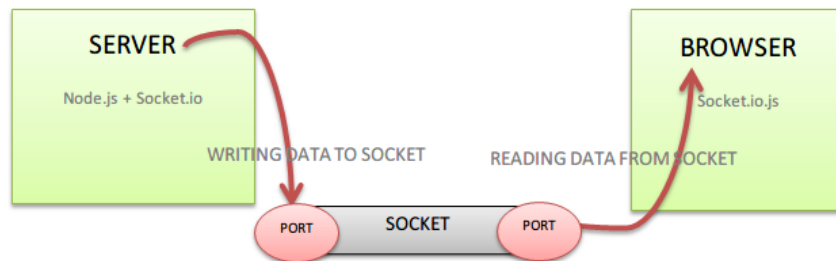 SERVER
Node.js + Socket.io
WRITING DATA TO SOCKET
BROWSER
Socket.io.js
READING DATA FROM SOCKET
PORT
SOCKET
PORT